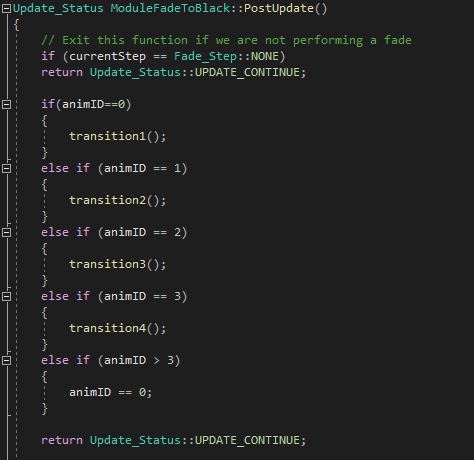 Update_Status ModuleFadeToBlack::PostUpdate()
{
// Exit this function if we are not performing a fade
if (currentStep == Fade_Step::NONE)
return Update_Status::UPDATE_CONTINUE;
if(animID==0)
{
transition1();
}
else if (animID == 1)
{
transition2();
}
else if (animID == 2)
{
transition3();
}
else if (animID == 3)
{
transition4();
}
else if (animID > 3)
{
animID == 0;
}
return Update_Status::UPDATE_CONTINUE;